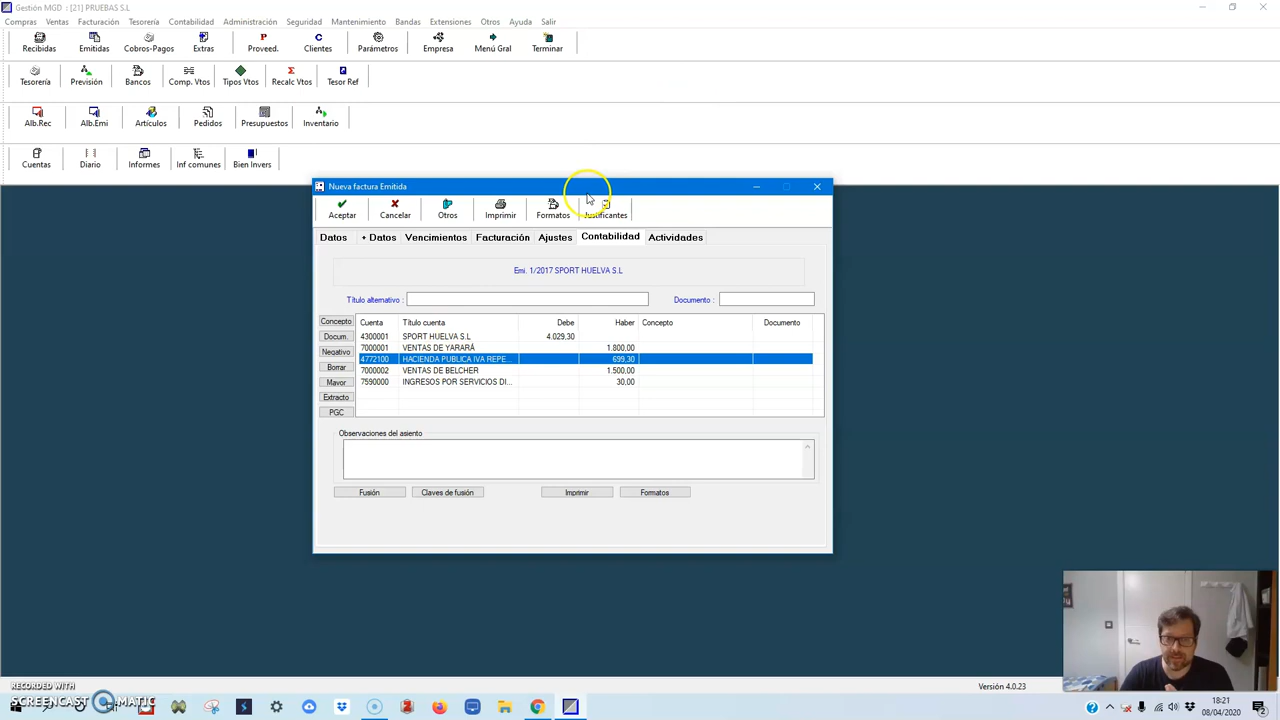 Gestión MGD : [21] PRUEBAS S.L
Compras Ventas Facturación Tesorería Contabilidad Administración Seguridad Mantenimiento Bandas Extensiones Otros Ayuda Salir
Recibidas Emitidas Cobros-Pagos Extras Proveed. Clientes Parámetros Empresa Menú Gral Terminar
Tesorería Previsión Bancos Comp. Vtos Tipos Vtos Recalc Vtos Tesor Ref
Alb.Rec Alb.Emi Artículos Pedidos Presupuestos Inventario
Cuentas Diario Informes Inf comunes Bien Invers
Nueva factura Emitida
Aceptar Cancelar Otros Imprimir Formatos Justificantes
Datos + Datos Vencimientos Facturación Ajustes Contabilidad Actividades
Emi. 1/2017 SPORT HUELVA S.L
Título alternativo : Documento :
Concepto Cuenta Título cuenta Debe Haber Concepto Documento
Docum. 4300001 SPORT HUELVA S.L 4.029,30
Negativo 7000001 VENTAS DE YARARÁ 1.800,00
4772100 HACIENDA PUBLICA IVA REPE... 699,30
Borrar 7000002 VENTAS DE BELCHER 1.500,00
Mayor 7590000 INGRESOS POR SERVICIOS DI... 30,00
Extracto
PGC
Observaciones del asiento
Fusión Claves de fusión Imprimir Formatos
RECORDED WITH
SCREENCAST MATIC
Versión 4.0.23
18:21
08/04/2020